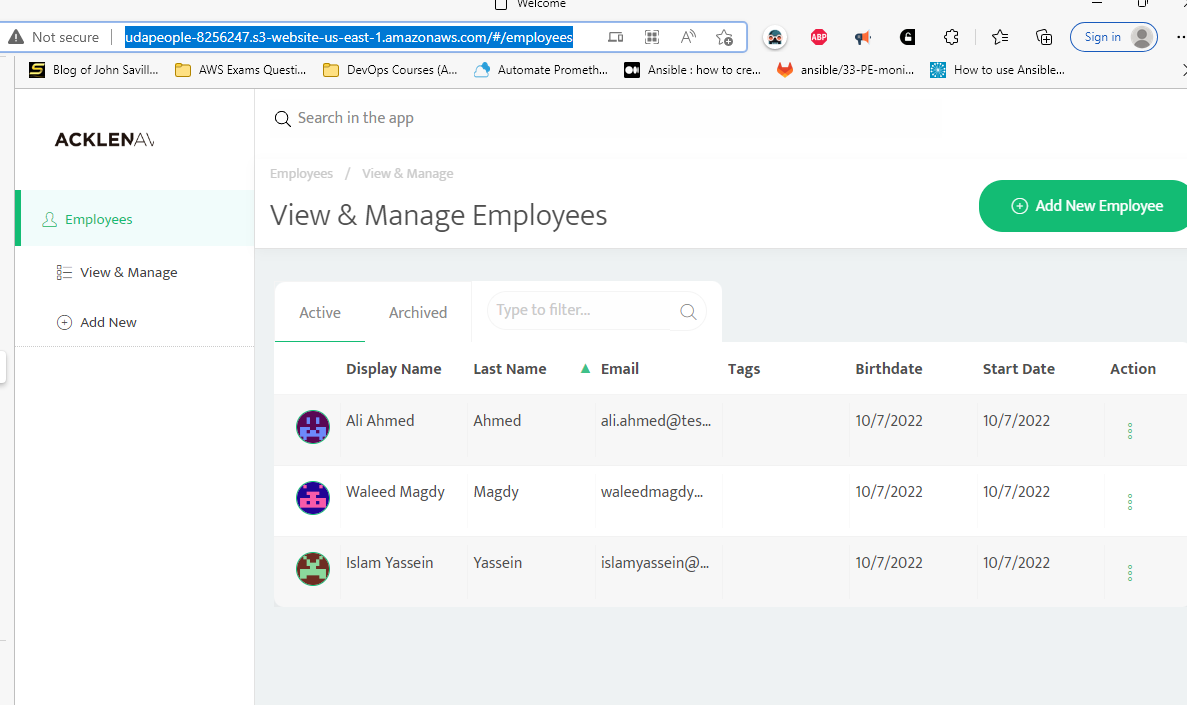 Welcome
Not secure
udapeople-8256247.s3-website-us-east-1.amazonaws.com/#/employees
ABP
Sign in
Blog of John Savill...
AWS Exams Questi...
DevOps Courses (A...
Automate Prometh...
Ansible : how to cre...
ansible/33-PE-moni...
How to use Ansible...
ACKLENAV
Search in the app
Employees / View & Manage
View & Manage Employees
Add New Employee
Employees
View & Manage
Add New
Active Archived Type to filter...
Display Name Last Name Email Tags Birthdate Start Date Action
Ali Ahmed Ahmed ali.ahmed@tes... 10/7/2022 10/7/2022
Waleed Magdy Magdy waleedmagdy... 10/7/2022 10/7/2022
Islam Yassein Yassein islamyassein@... 10/7/2022 10/7/2022